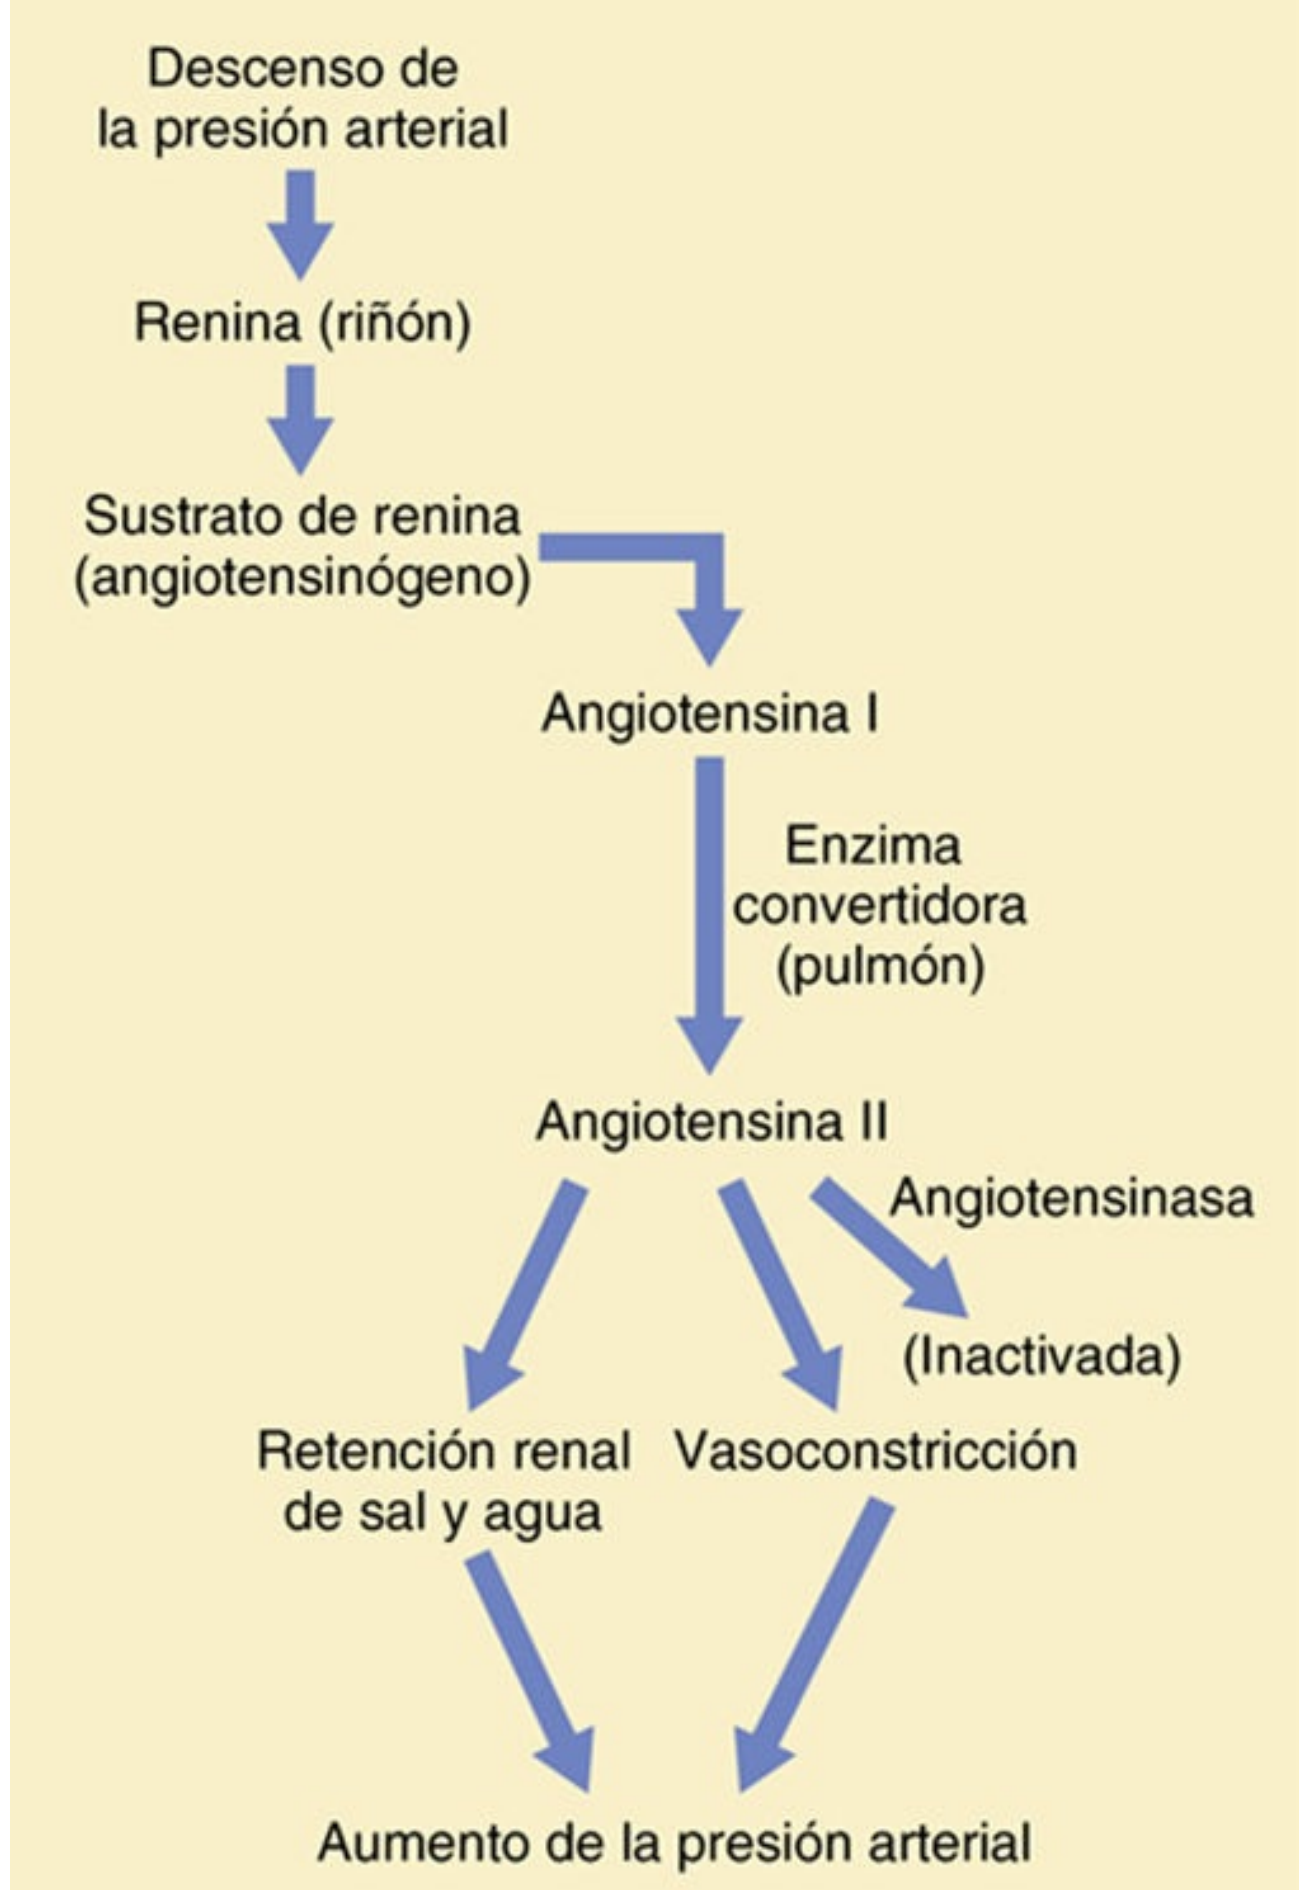 Descenso de
la presión arterial
Renina (riñón)
Sustrato de renina
(angiotensinógeno)
Angiotensina I
Enzima
convertidora
(pulmón)
Angiotensina II
Angiotensinasa
(Inactivada)
Retención renal
de sal y agua
Vasoconstricción
Aumento de la presión arterial